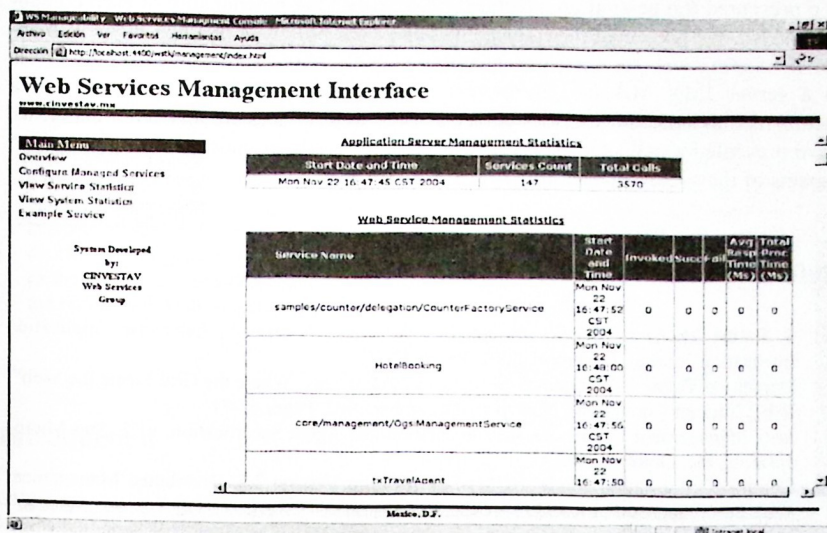 WS Manageability - Web Services Managment Console - Microsoft Internet Explorer
Archivo Edición Ver Favoritos Herramientas Ayuda
Dirección http://localhost:4400/wstk/management/index.html
Web Services Management Interface
www.cinvestav.mx
Main Menu
Overview
Configure Managed Services
View Service Statistics
View System Statistics
Example Service
System Developed
by:
CINVESTAV
Web Services
Group
Application Server Management Statistics
Start Date and Time Services Count Total Calls
Mon Nov 22 16:47:45 CST 2004 147 3570
Web Service Management Statistics
Service Name Start Date and Time Invoked Succ Fail Avg Resp Time (Ms) Total Proc Time (Ms)
samples/counter/delegation/CounterFactoryService Mon Nov 22 16:47:52 CST 2004 0 0 0 0 0
HotelBooking Mon Nov 22 16:48:00 CST 2004 0 0 0 0 0
core/management/OgsiManagementService Mon Nov 22 16:47:56 CST 2004 0 0 0 0 0
txTravelAgent Mon Nov 22 16:47:50 0 0 0 0 0
Mexico, D.F.
Intranet local